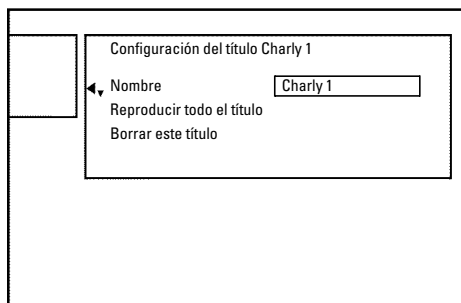 Configuración del título Charly 1
Nombre Charly 1
Reproducir todo el título
Borrar este título